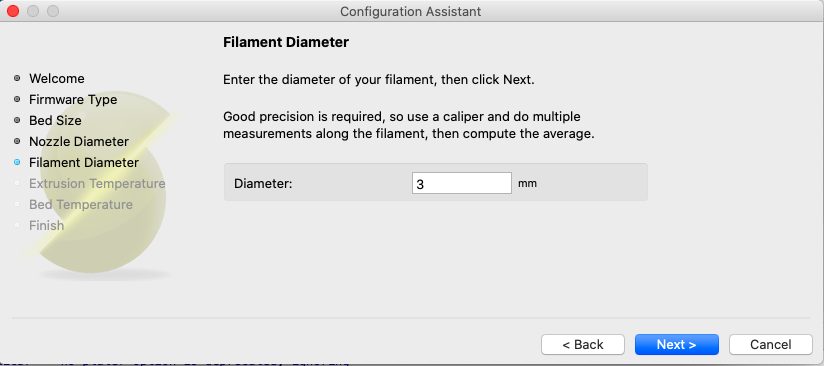 Configuration Assistant
Filament Diameter
Welcome
Firmware Type
Bed Size
Nozzle Diameter
Filament Diameter
Extrusion Temperature
Bed Temperature
Finish
Enter the diameter of your filament, then click Next.
Good precision is required, so use a caliper and do multiple
measurements along the filament, then compute the average.
Diameter: 3 mm
< Back Next > Cancel